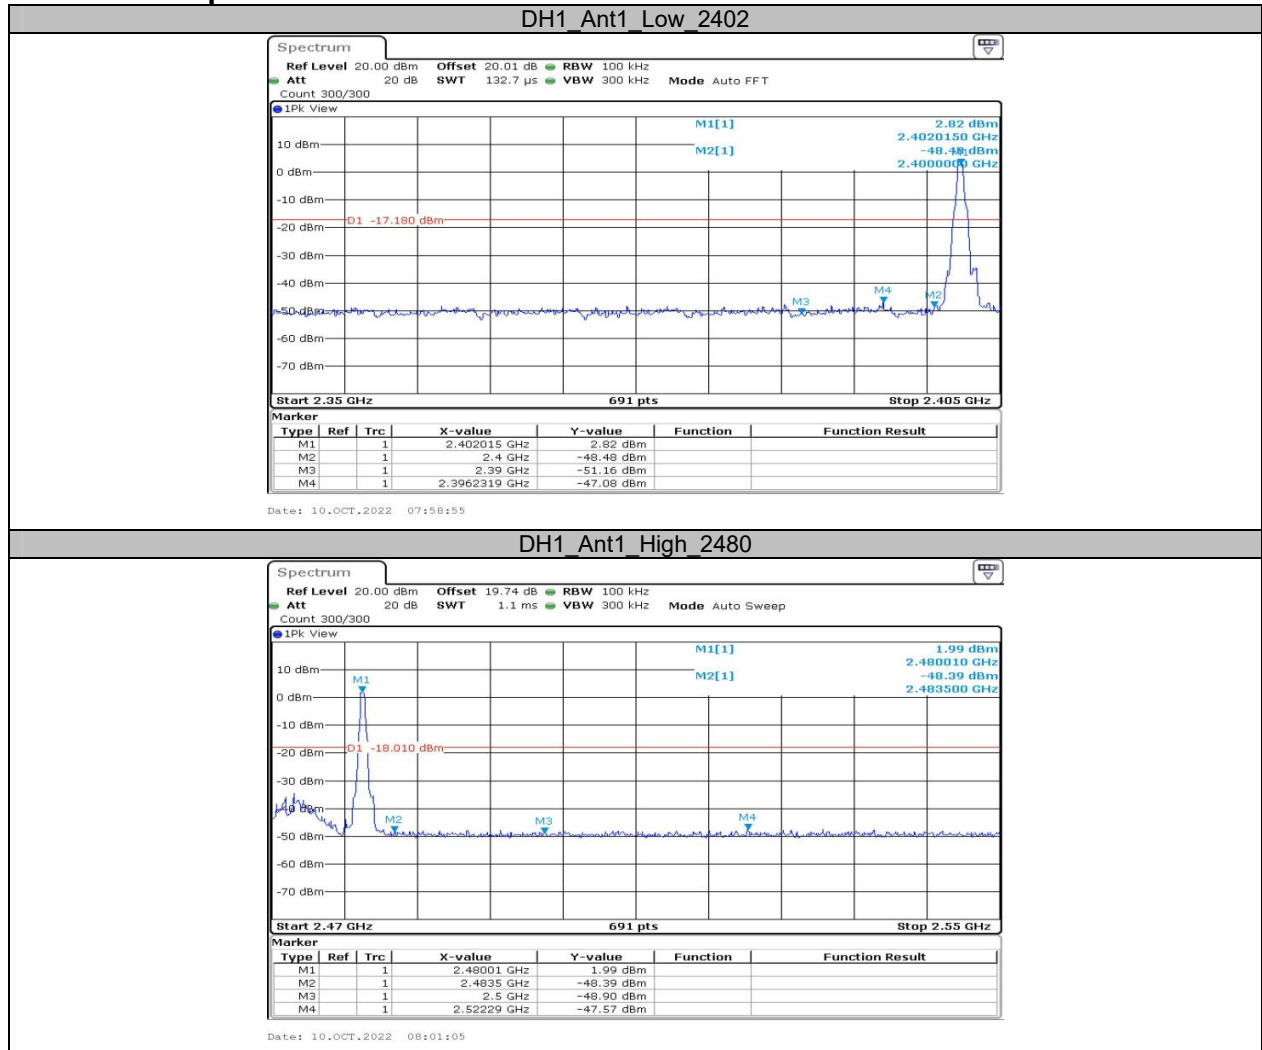 DH1_Ant1_Low_2402
Spectrum
Ref Level 20.00 dBm Offset 20.01 dB RBW 100 kHz
Att 20 dB SWT 132.7 µs VBW 300 kHz Mode Auto FFT
Count 300/300
1Pk View
M1[1] 2.82 dBm
2.4020150 GHz
10 dBm
M2[1] -48.48 dBm
M1
2.4000000 GHz
0 dBm
-10 dBm
D1 -17.180 dBm
-20 dBm
-30 dBm
-40 dBm
M3 M4 M2
-50 dBm
-60 dBm
-70 dBm
Start 2.35 GHz 691 pts Stop 2.405 GHz
Marker
Type Ref Trc X-value Y-value Function Function Result
M1 1 2.402015 GHz 2.82 dBm
M2 1 2.4 GHz -48.48 dBm
M3 1 2.39 GHz -51.16 dBm
M4 1 2.3962319 GHz -47.08 dBm
Date: 10.OCT.2022 07:58:55
DH1_Ant1_High_2480
Spectrum
Ref Level 20.00 dBm Offset 19.74 dB RBW 100 kHz
Att 20 dB SWT 1.1 ms VBW 300 kHz Mode Auto Sweep
Count 300/300
1Pk View
M1[1] 1.99 dBm
2.480010 GHz
10 dBm
M1
M2[1] -48.39 dBm
2.483500 GHz
0 dBm
-10 dBm
D1 -18.010 dBm
-20 dBm
-30 dBm
-40 dBm
M2 M3 M4
-50 dBm
-60 dBm
-70 dBm
Start 2.47 GHz 691 pts Stop 2.55 GHz
Marker
Type Ref Trc X-value Y-value Function Function Result
M1 1 2.48001 GHz 1.99 dBm
M2 1 2.4835 GHz -48.39 dBm
M3 1 2.5 GHz -48.90 dBm
M4 1 2.52229 GHz -47.57 dBm
Date: 10.OCT.2022 08:01:05